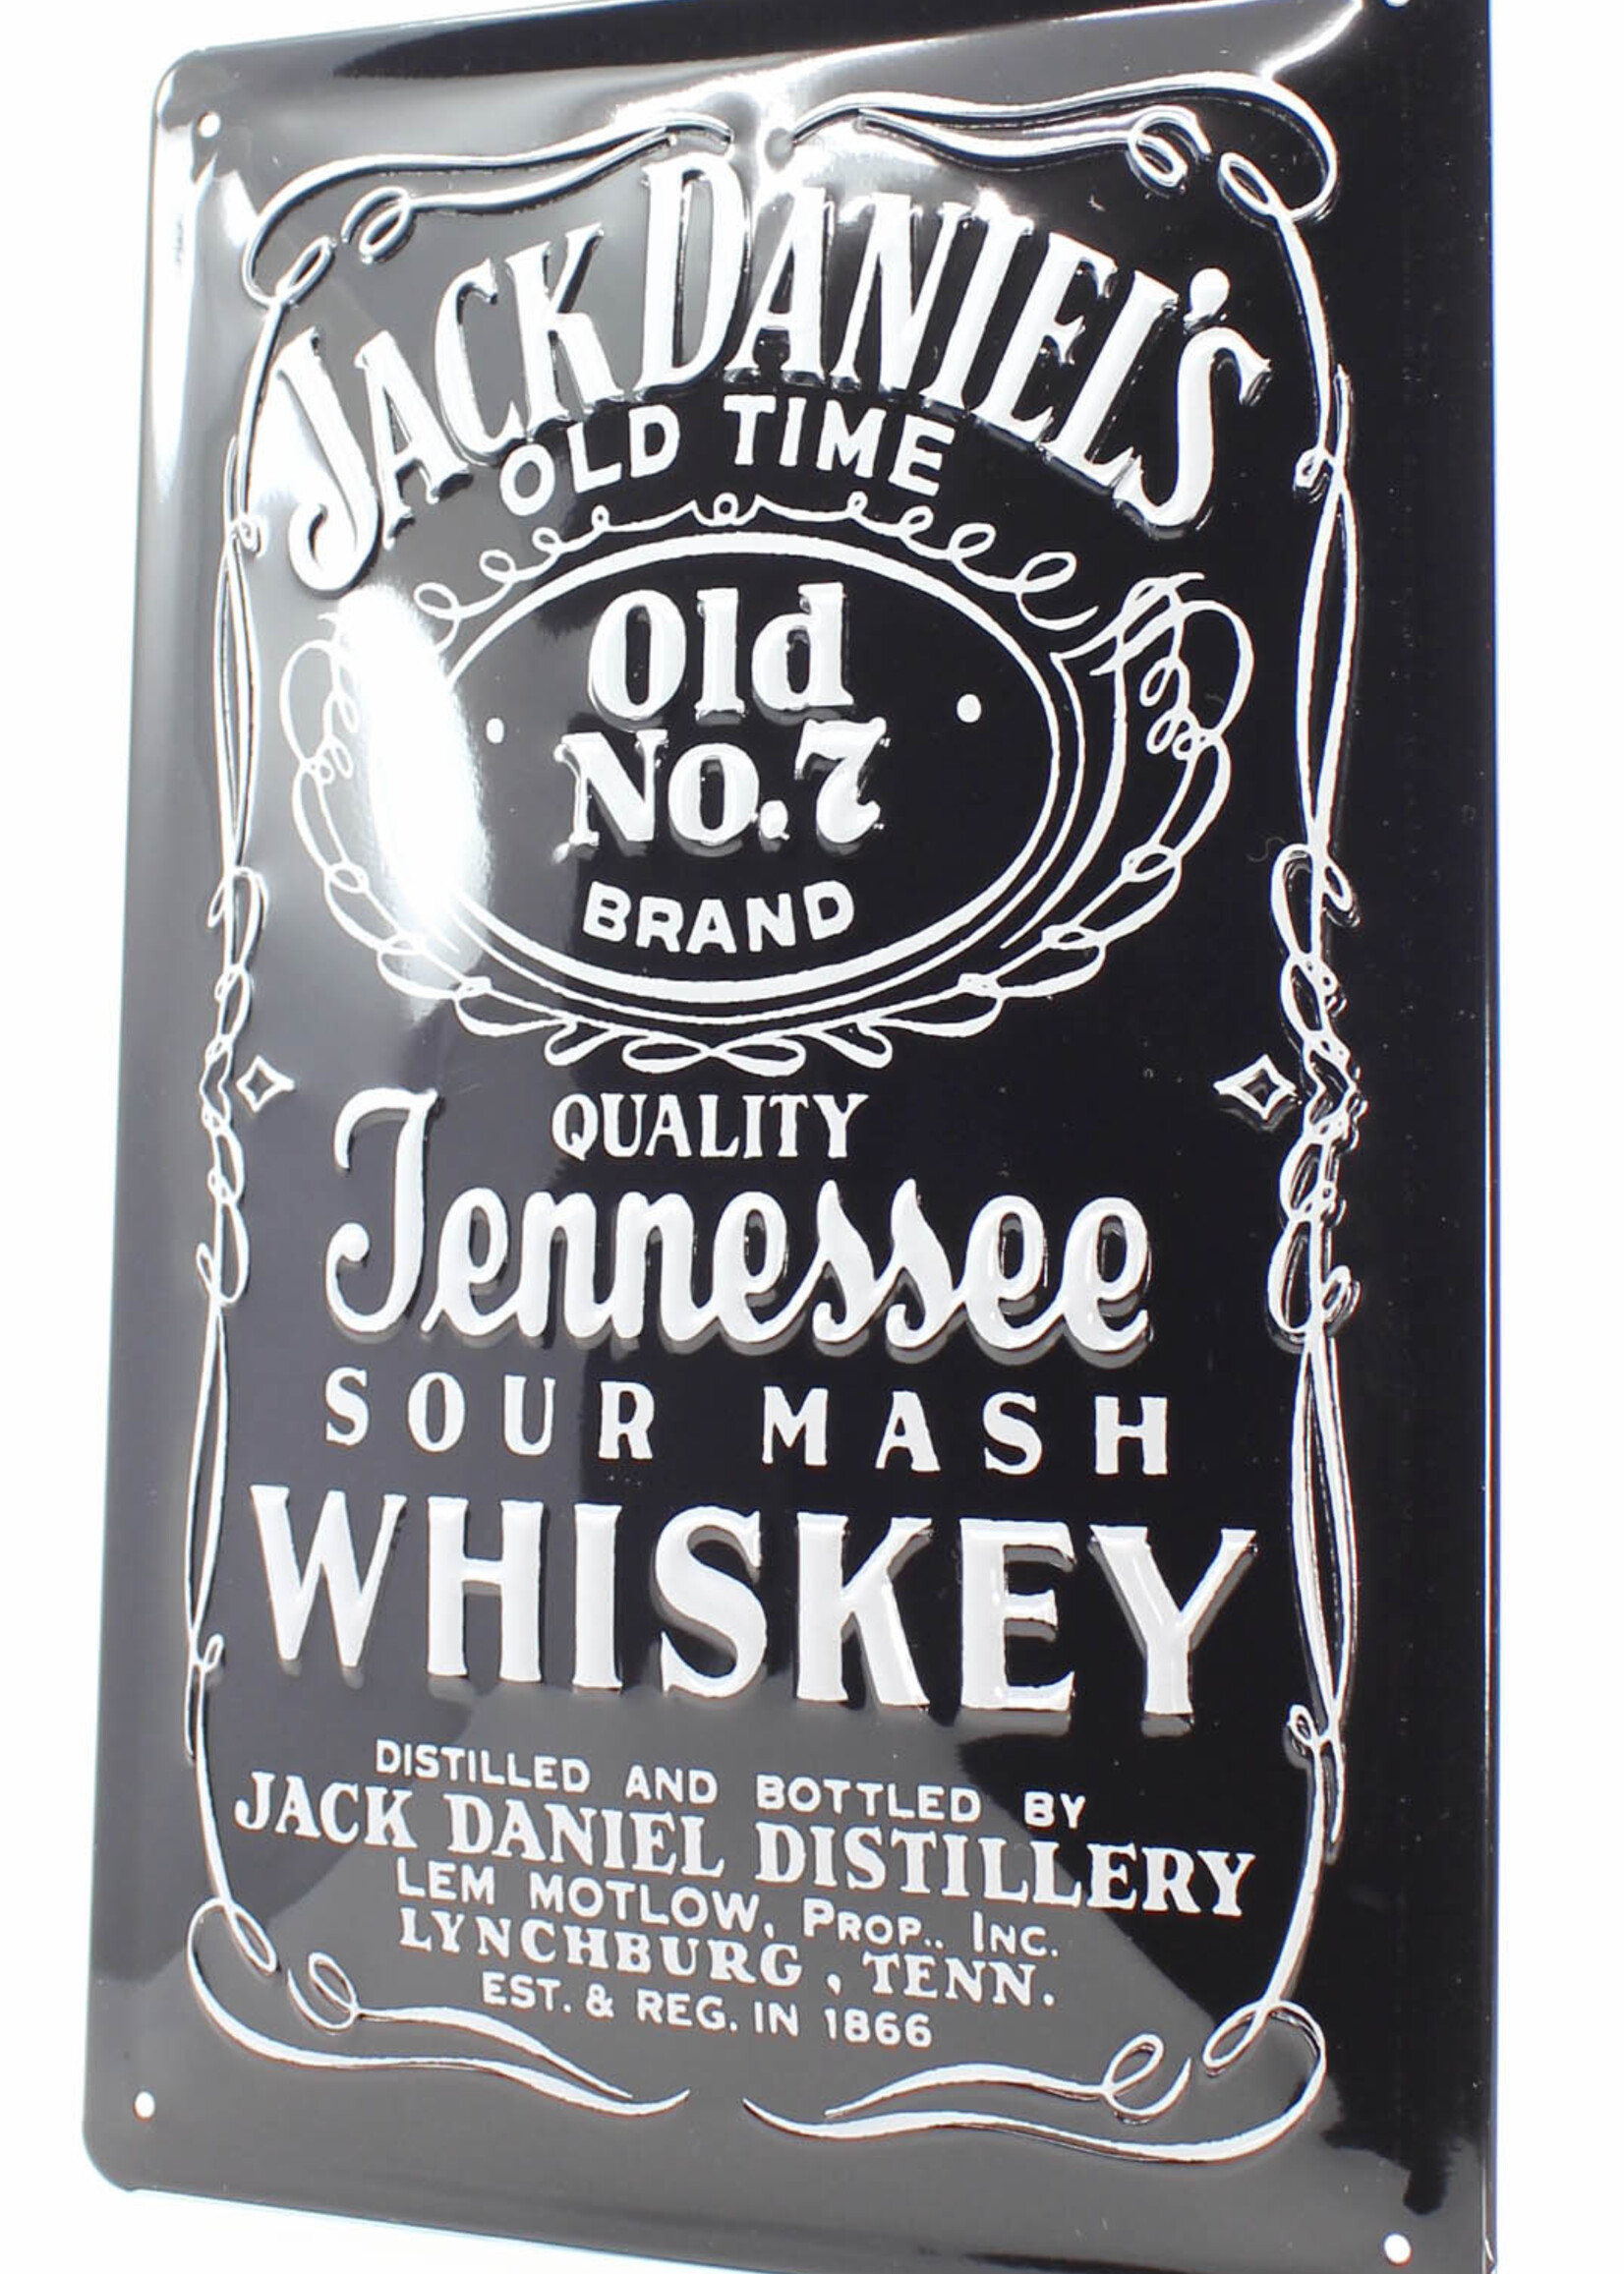 JACK DANIEL'S
OLD TIME
Old
No.7
BRAND
QUALITY
Tennessee
SOUR MASH
WHISKEY
DISTILLED AND BOTTLED BY
JACK DANIEL DISTILLERY
LEM MOTLOW, PROP., INC.
LYNCHBURG, TENN.
EST. & REG. IN 1866